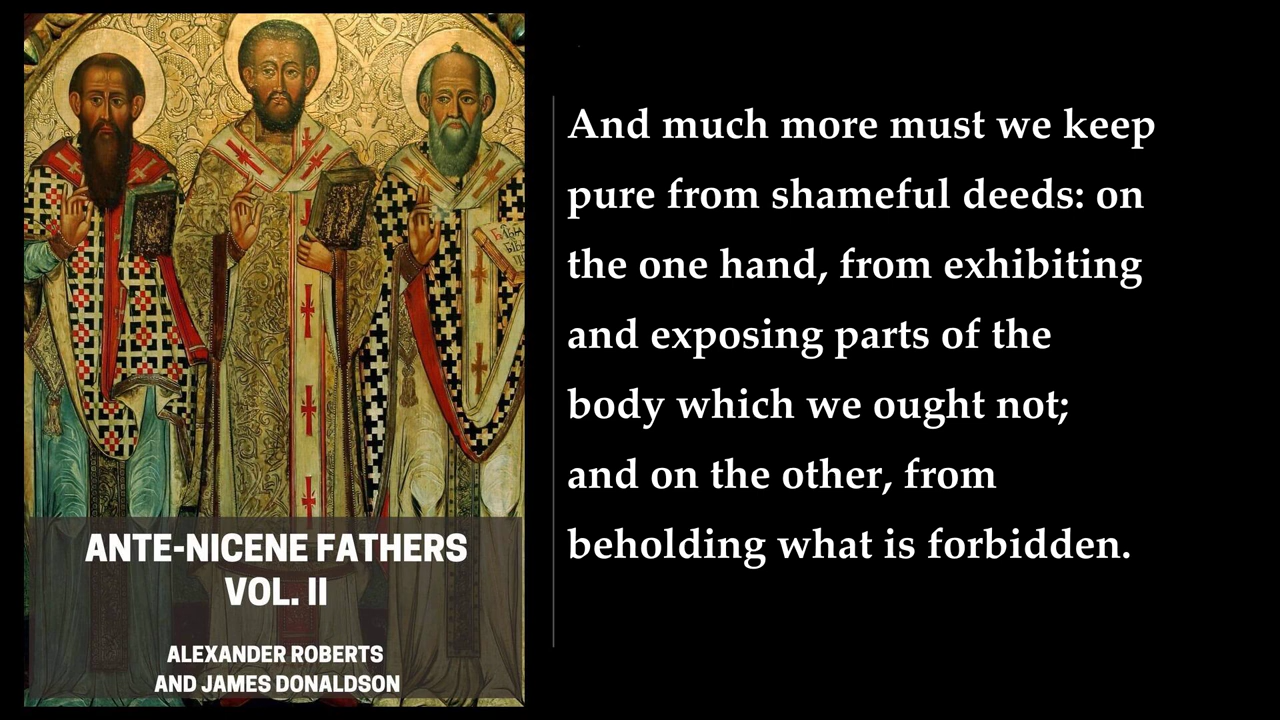 ANTE-NICENE FATHERS
VOL. II
ALEXANDER ROBERTS
AND JAMES DONALDSON
And much more must we keep
pure from shameful deeds: on
the one hand, from exhibiting
and exposing parts of the
body which we ought not;
and on the other, from
beholding what is forbidden.